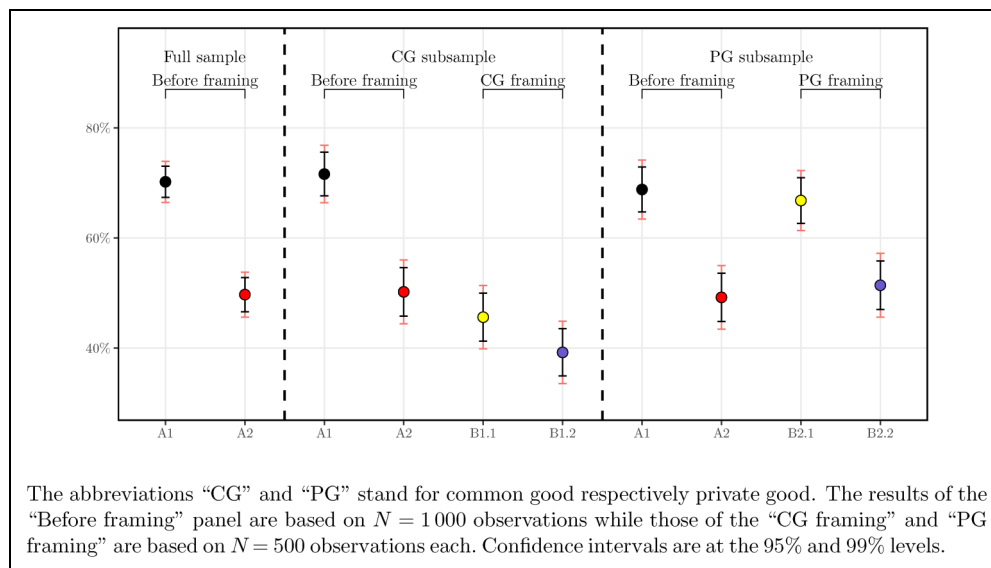 Full sample
CG subsample
PG subsample
Before framing
Before framing
CG framing
Before framing
PG framing
80%
60%
40%
A1 A2 A1 A2 B1.1 B1.2 A1 A2 B2.1 B2.2
The abbreviations “CG” and “PG” stand for common good respectively private good. The results of the
“Before framing” panel are based on N = 1 000 observations while those of the “CG framing” and “PG
framing” are based on N = 500 observations each. Confidence intervals are at the 95% and 99% levels.